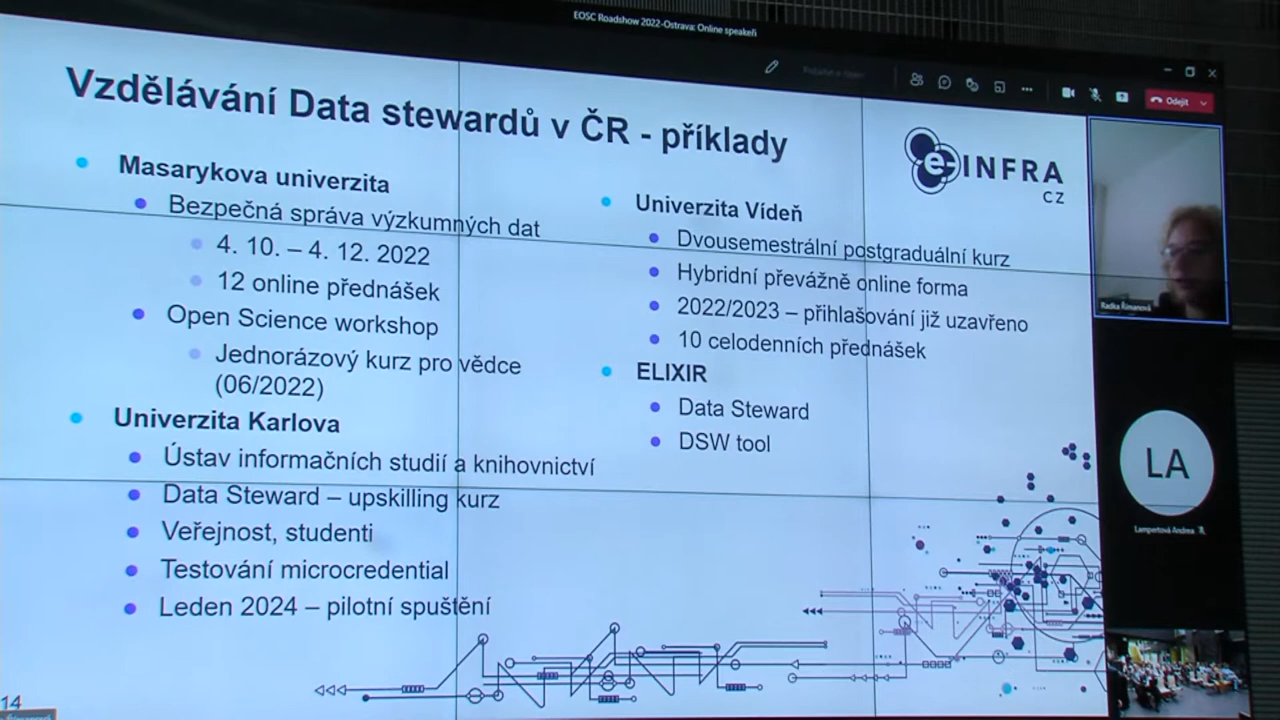 EOSC Roadshow 2022-Ostrava: Online speakeři
Odejít
Vzdělávání Data stewardů v ČR - příklady
e-INFRA
CZ
Masarykova univerzita
Bezpečná správa výzkumných dat
4. 10. – 4. 12. 2022
12 online přednášek
Open Science workshop
Jednorázový kurz pro vědce
(06/2022)
Univerzita Karlova
Ústav informačních studií a knihovnictví
Data Steward – upskilling kurz
Veřejnost, studenti
Testování microcredential
Leden 2024 – pilotní spuštění
Univerzita Vídeň
Dvousemestrální postgraduální kurz
Hybridní převážně online forma
2022/2023 – přihlašování již uzavřeno
10 celodenních přednášek
ELIXIR
Data Steward
DSW tool
Radka Římanová
LA
Lampertová Andrea
14